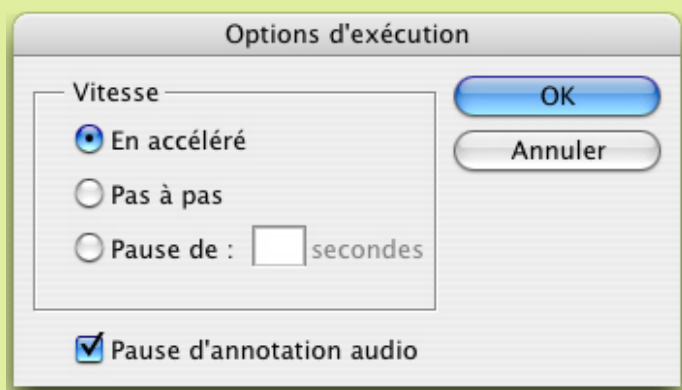 Options d'exécution
Vitesse
En accéléré
Pas à pas
Pause de : secondes
Pause d'annotation audio
OK
Annuler